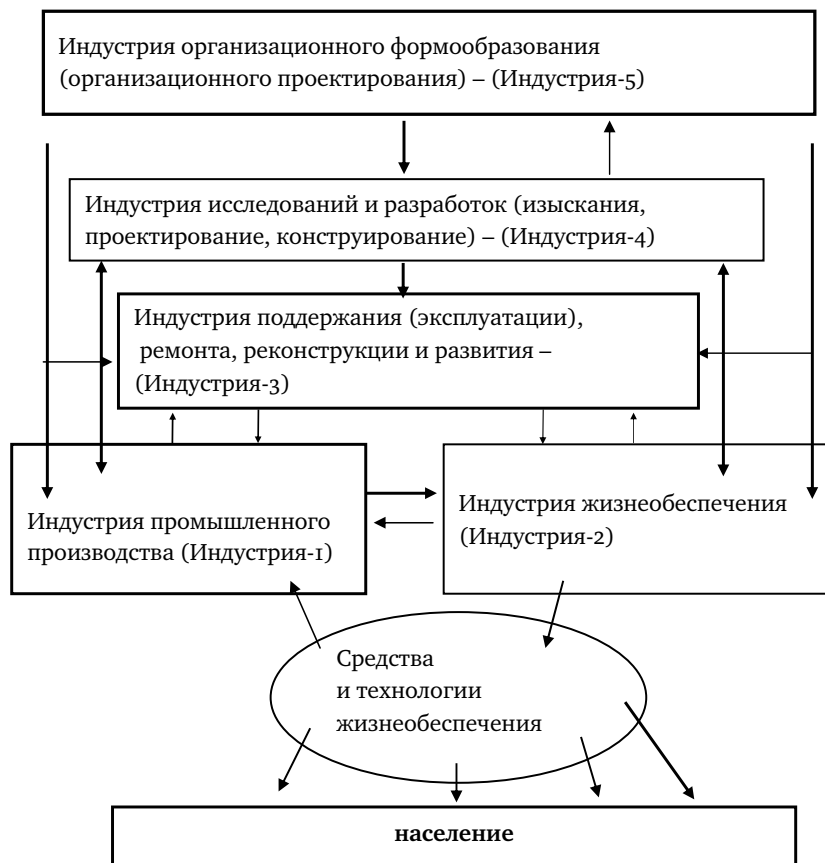 Индустрия организационного формообразования
(организационного проектирования) – (Индустрия-5)
Индустрия исследований и разработок (изыскания,
проектирование, конструирование) – (Индустрия-4)
Индустрия поддержания (эксплуатации),
ремонта, реконструкции и развития –
(Индустрия-3)
Индустрия промышленного
производства (Индустрия-1)
Индустрия жизнеобеспечения
(Индустрия-2)
Средства
и технологии
жизнеобеспечения
население